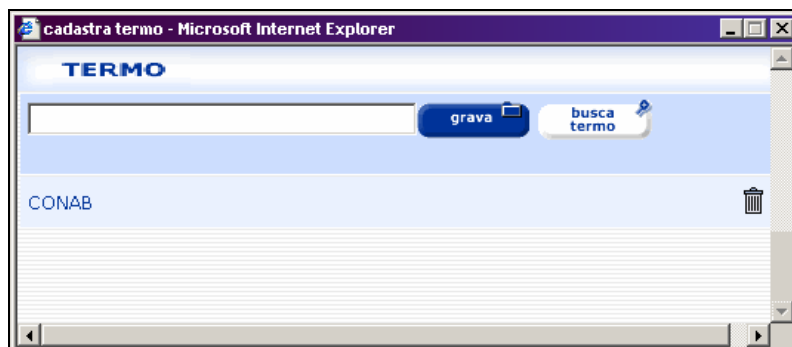 cadastra termo - Microsoft Internet Explorer
TERMO
grava
busca
termo
CONAB